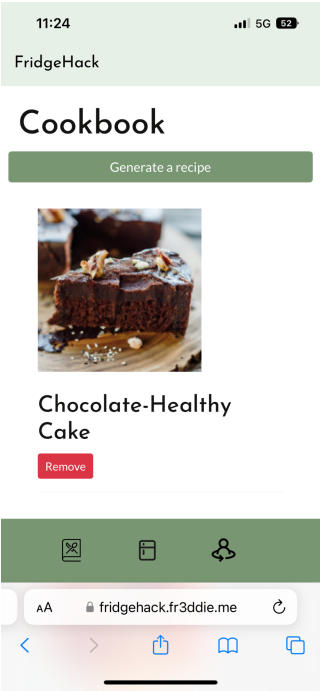 11:24
5G 52
FridgeHack
Cookbook
Generate a recipe
Chocolate-Healthy
Cake
Remove
AA fridgehack.fr3ddie.me